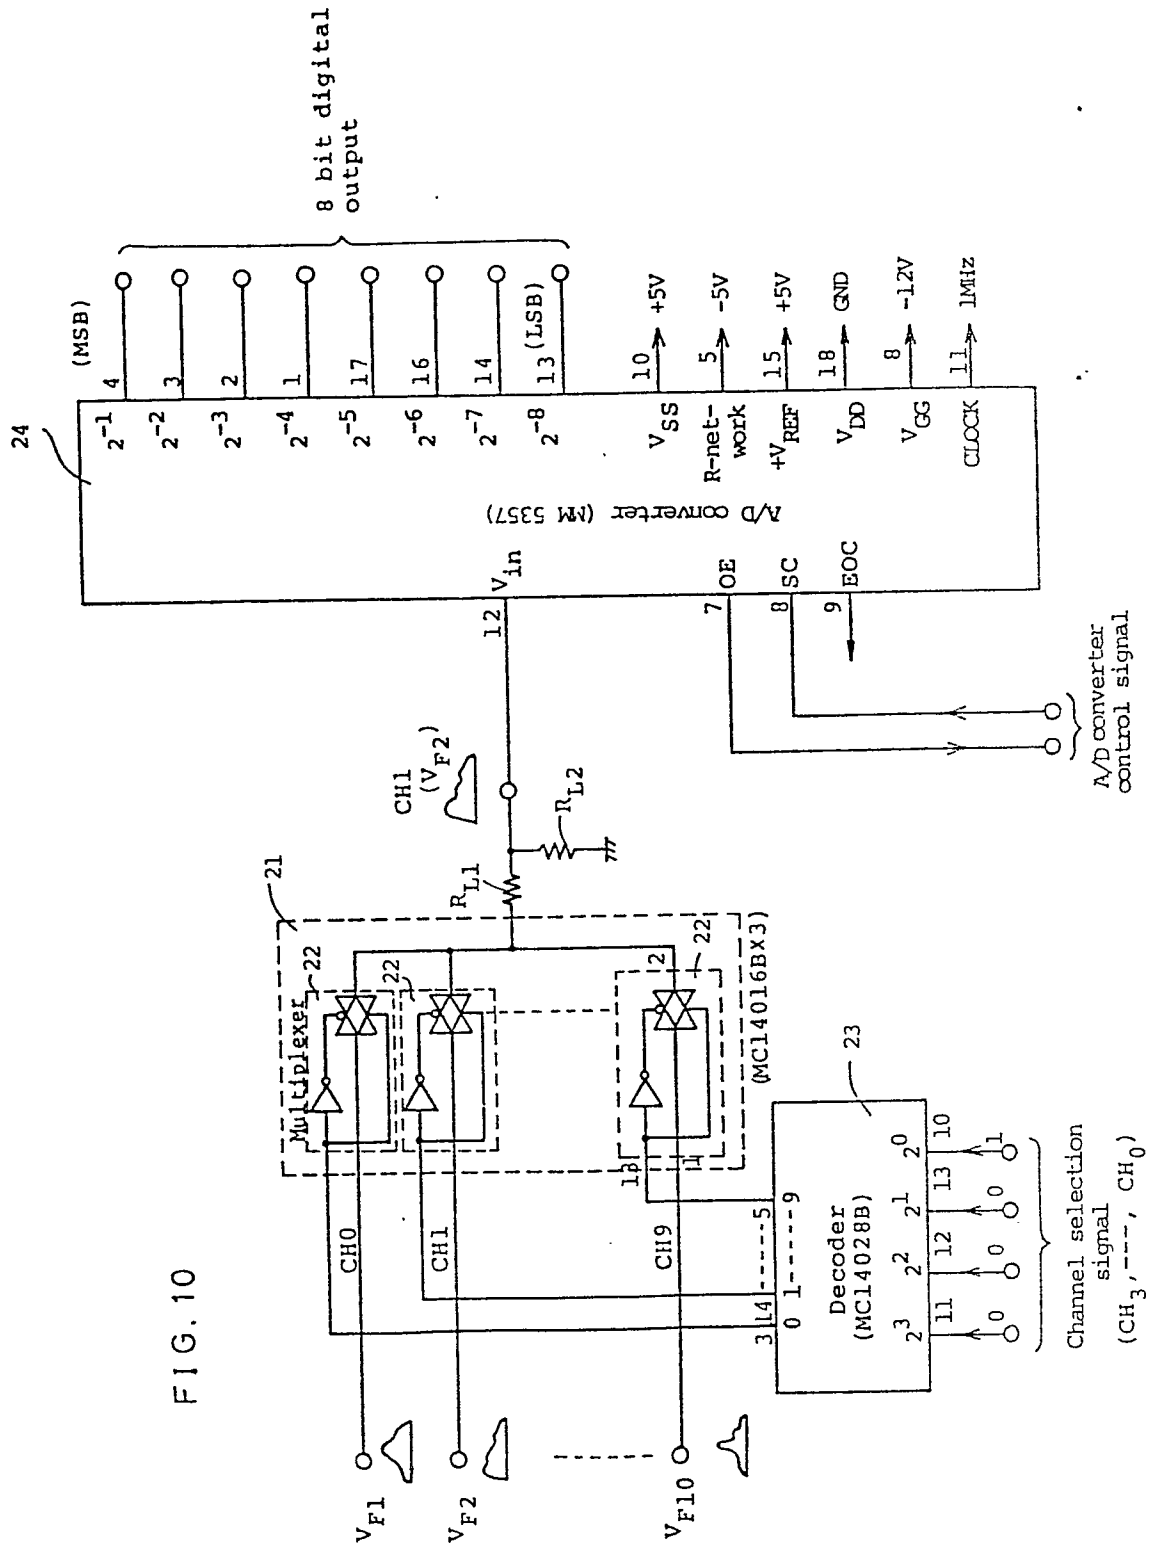 FIG.10
V_F1
V_F2
V_F10
CH0
CH1
CH9
Multiplexer
21
22
22
22
13
1
2
(MC14016B×3)
R_L1
R_L2
CH1
(V_F2)
3 14 -----5
0 1-----9
Decoder
(MC14028B)
23
2^3 2^2 2^1 2^0
11 12 13 10
0 0 0 1
Channel selection
signal
(CH_3,---, CH_0)
24
A/D converter (MM 5357)
12
V_in
7
OE
8
SC
9
EOC
A/D converter
control signal
(MSB)
2^-1 4
2^-2 3
2^-3 2
2^-4 1
2^-5 17
2^-6 16
2^-7 14
2^-8 13 (LSB)
8 bit digital
output
V_SS 10 +5V
R-net-
work 5 -5V
+V_REF 15 +5V
V_DD 18 GND
V_GG 8 -12V
CLOCK 11 1MHz